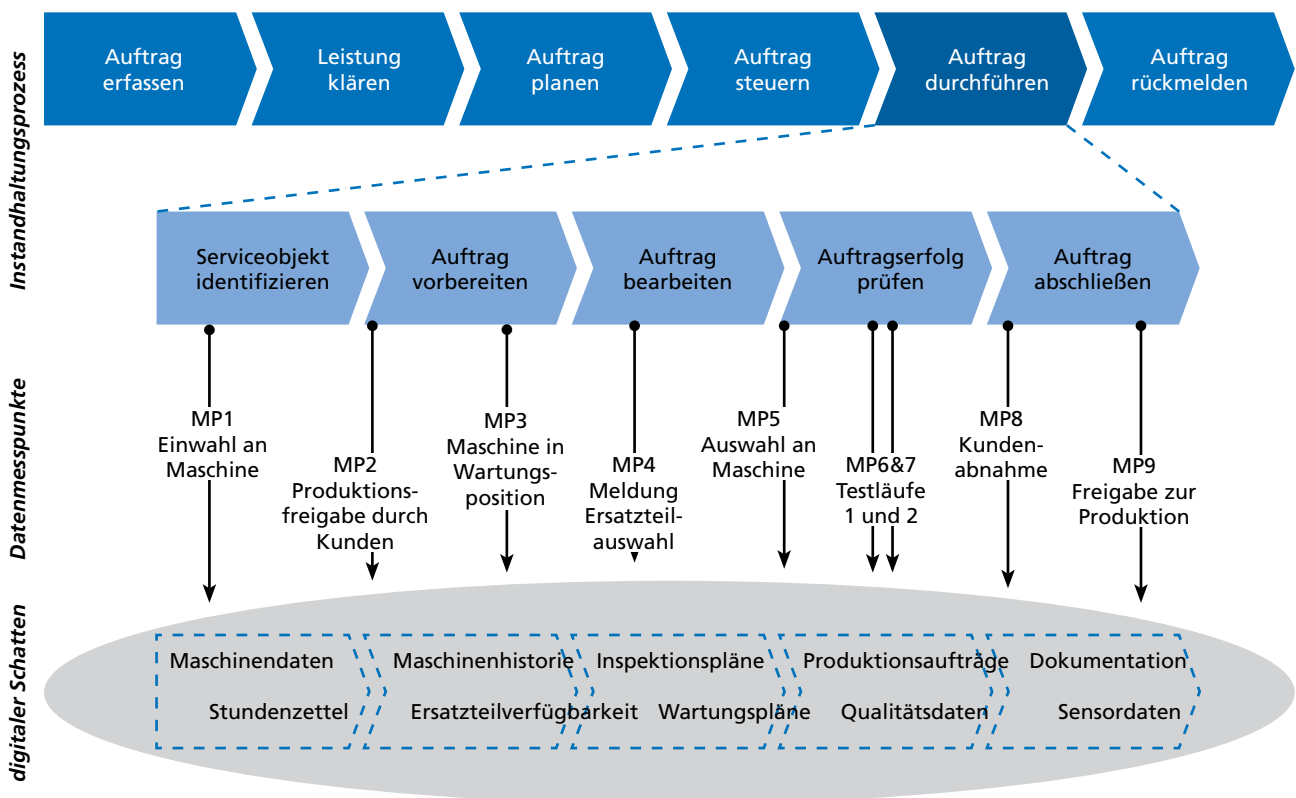 Instandhaltungsprozess
Auftrag
erfassen
Leistung
klären
Auftrag
planen
Auftrag
steuern
Auftrag
durchführen
Auftrag
rückmelden
Serviceobjekt
identifizieren
Auftrag
vorbereiten
Auftrag
bearbeiten
Auftragserfolg
prüfen
Auftrag
abschließen
Datenmesspunkte
MP1
Einwahl an
Maschine
MP2
Produktions-
freigabe durch
Kunden
MP3
Maschine in
Wartungs-
position
MP4
Meldung
Ersatzteil-
auswahl
MP5
Auswahl an
Maschine
MP6&7
Testläufe
1 und 2
MP8
Kunden-
abnahme
MP9
Freigabe zur
Produktion
digitaler Schatten
Maschinendaten
Maschinenhistorie
Inspektionspläne
Produktionsaufträge
Dokumentation
Stundenzettel
Ersatzteilverfügbarkeit
Wartungspläne
Qualitätsdaten
Sensordaten